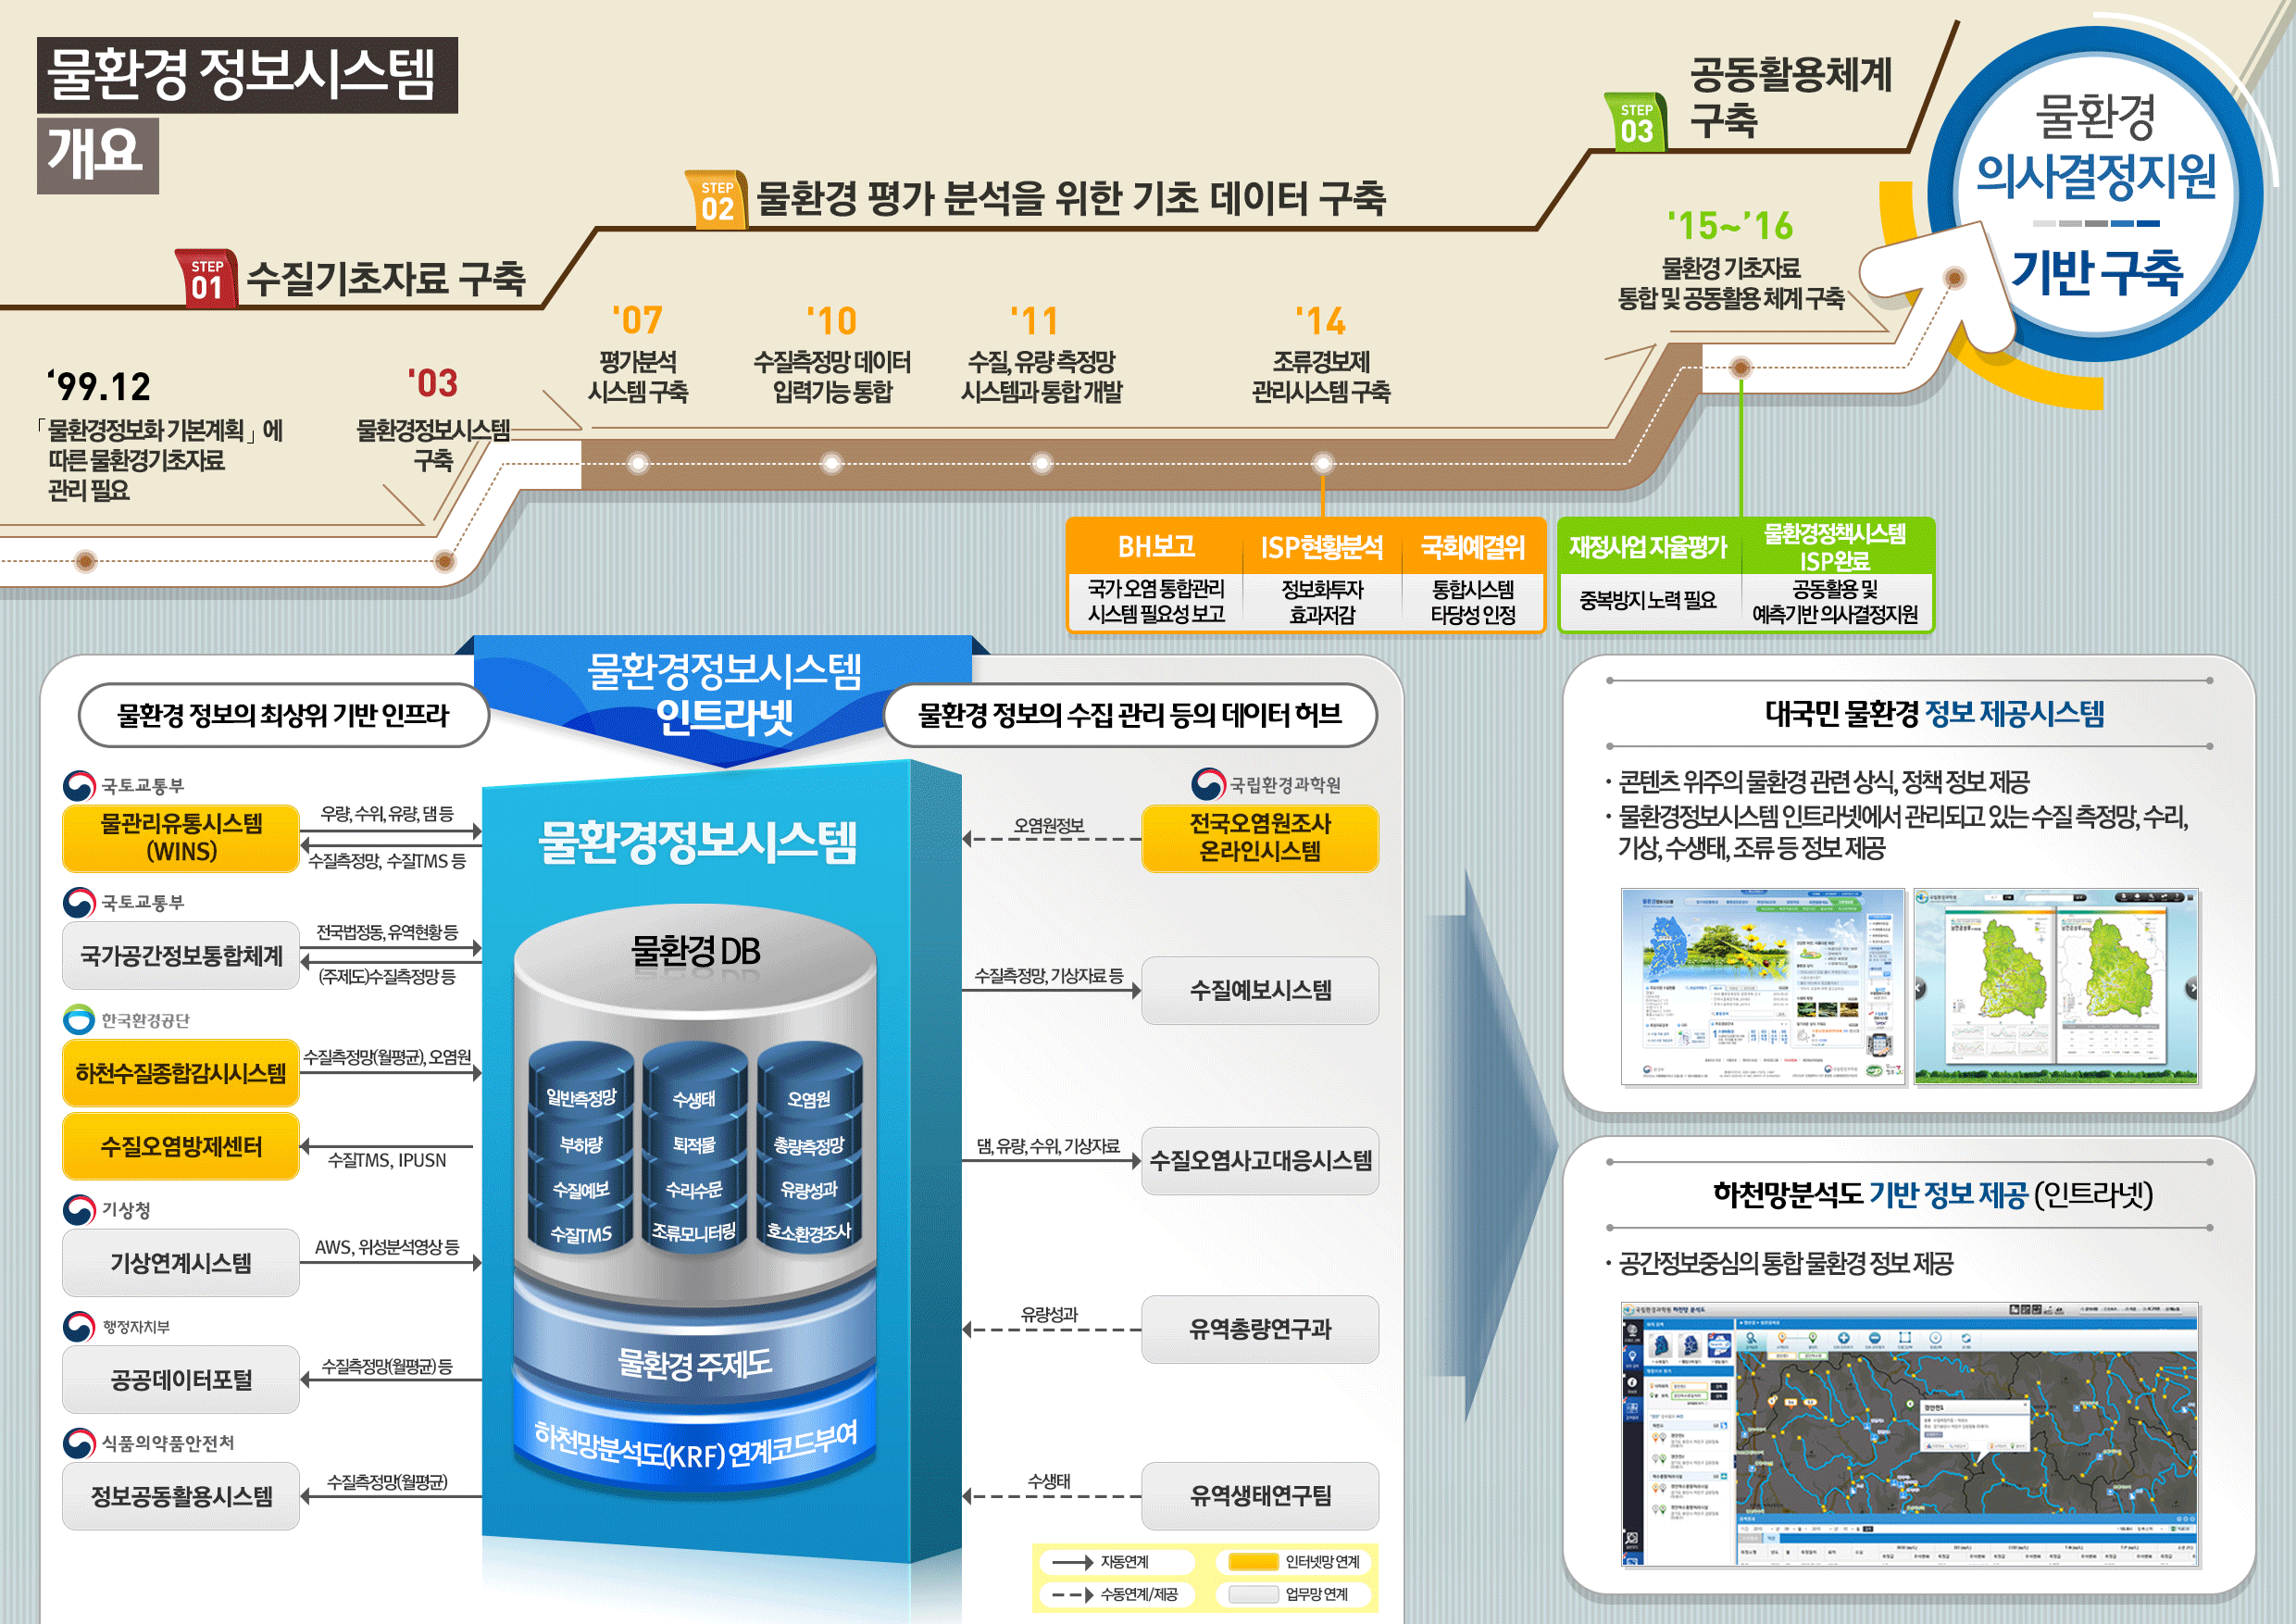 물환경 정보시스템
개요
STEP
01
수질기초자료 구축
STEP
02
물환경 평가 분석을 위한 기초 데이터 구축
STEP
03
공동활용체계
구축
물환경
의사결정지원
기반 구축
‘99.12
「물환경정보화 기본계획」에
따른 물환경기초자료
관리 필요
'03
물환경정보시스템
구축
'07
평가분석
시스템 구축
'10
수질측정망 데이터
입력기능 통합
'11
수질, 유량 측정망
시스템과 통합 개발
'14
조류경보제
관리시스템 구축
'15~’16
물환경 기초자료
통합 및 공동활용 체계 구축
BH보고
국가 오염 통합관리
시스템 필요성 보고
ISP현황분석
정보화투자
효과저감
국회예결위
통합시스템
타당성 인정
재정사업 자율평가
중복방지 노력 필요
물환경정책시스템
ISP완료
공동활용 및
예측기반 의사결정지원
물환경정보시스템
인트라넷
물환경 정보의 최상위 기반 인프라
물환경 정보의 수집 관리 등의 데이터 허브
국토교통부
물관리유통시스템
(WINS)
우량, 수위, 유량, 댐 등
수질측정망, 수질TMS 등
국토교통부
국가공간정보통합체계
전국법정동, 유역현황 등
(주제도)수질측정망 등
한국환경공단
하천수질종합감시시스템
수질측정망(월평균), 오염원
수질오염방제센터
수질TMS, IPUSN
기상청
기상연계시스템
AWS, 위성분석영상 등
행정자치부
공공데이터포털
수질측정망(월평균) 등
식품의약품안전처
정보공동활용시스템
수질측정망(월평균)
물환경정보시스템
물환경 DB
일반측정망
수생태
오염원
부하량
퇴적물
총량측정망
수질예보
수리수문
유량성과
수질TMS
조류모니터링
호소환경조사
물환경 주제도
하천망분석도(KRF) 연계코드부여
국립환경과학원
전국오염원조사
온라인시스템
오염원정보
수질측정망, 기상자료 등
수질예보시스템
댐, 유량, 수위, 기상자료
수질오염사고대응시스템
유량성과
유역총량연구과
수생태
유역생태연구팀
자동연계
인터넷망 연계
수동연계/제공
업무망 연계
대국민 물환경 정보 제공시스템
· 콘텐츠 위주의 물환경 관련 상식, 정책 정보 제공
· 물환경정보시스템 인트라넷에서 관리되고 있는 수질 측정망, 수리,
기상, 수생태, 조류 등 정보 제공
하천망분석도 기반 정보 제공 (인트라넷)
· 공간정보중심의 통합 물환경 정보 제공
국립환경과학원 하천망 분석도
경안천5